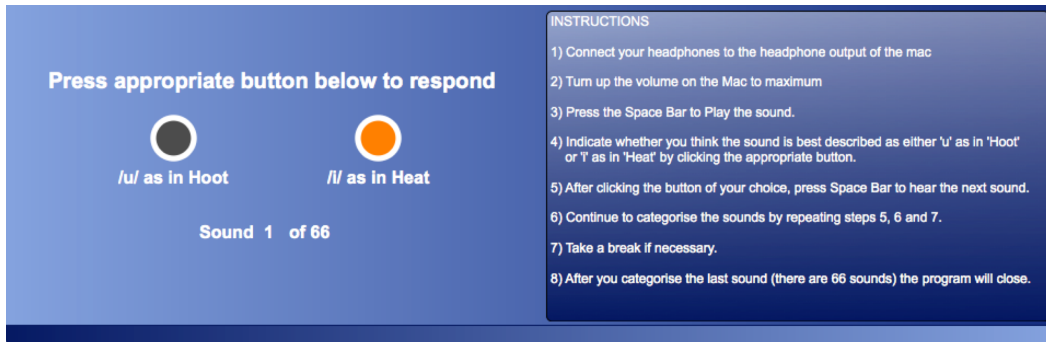 Press appropriate button below to respond
/u/ as in Hoot
/i/ as in Heat
Sound 1 of 66
INSTRUCTIONS
1) Connect your headphones to the headphone output of the mac
2) Turn up the volume on the Mac to maximum
3) Press the Space Bar to Play the sound.
4) Indicate whether you think the sound is best described as either 'u' as in 'Hoot'
or 'i' as in 'Heat' by clicking the appropriate button.
5) After clicking the button of your choice, press Space Bar to hear the next sound.
6) Continue to categorise the sounds by repeating steps 5, 6 and 7.
7) Take a break if necessary.
8) After you categorise the last sound (there are 66 sounds) the program will close.